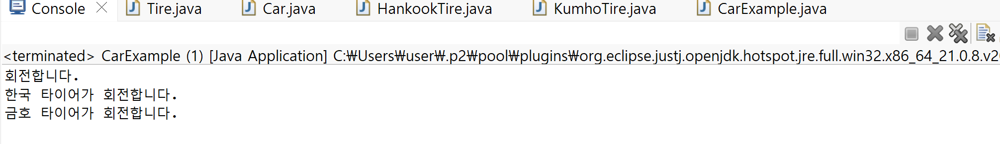 Console Tire.java Car.java HankookTire.java KumhoTire.java CarExample.java
<terminated> CarExample (1) [Java Application] C:₩Users₩user₩.p2₩pool₩plugins₩org.eclipse.justj.openjdk.hotspot.jre.full.win32.x86_64_21.0.8.v2
회전합니다.
한국 타이어가 회전합니다.
금호 타이어가 회전합니다.